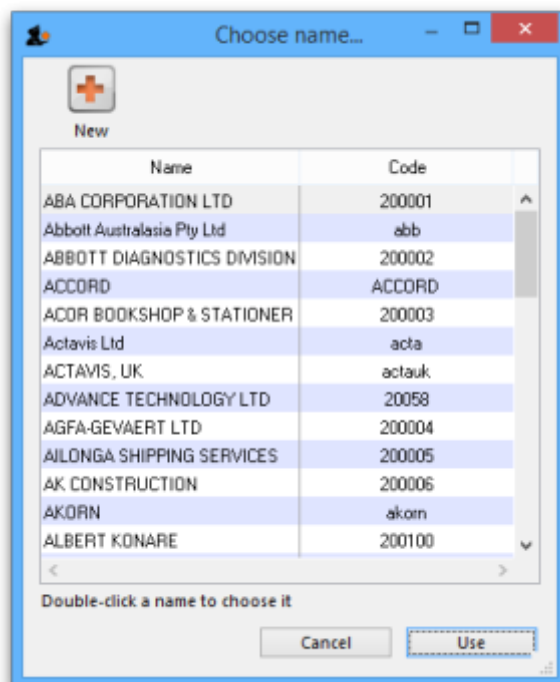 Choose name...
New
Name Code
ABA CORPORATION LTD 200001
Abbott Australasia Pty Ltd abb
ABBOTT DIAGNOSTICS DIVISION 200002
ACCORD ACCORD
ACOR BOOKSHOP & STATIONER 200003
Actavis Ltd acta
ACTAVIS, UK actauk
ADVANCE TECHNOLOGY LTD 20058
AGFA-GEVAERT LTD 200004
AILONGA SHIPPING SERVICES 200005
AK CONSTRUCTION 200006
AKORN akorn
ALBERT KONARE 200100
Double-click a name to choose it
Cancel Use